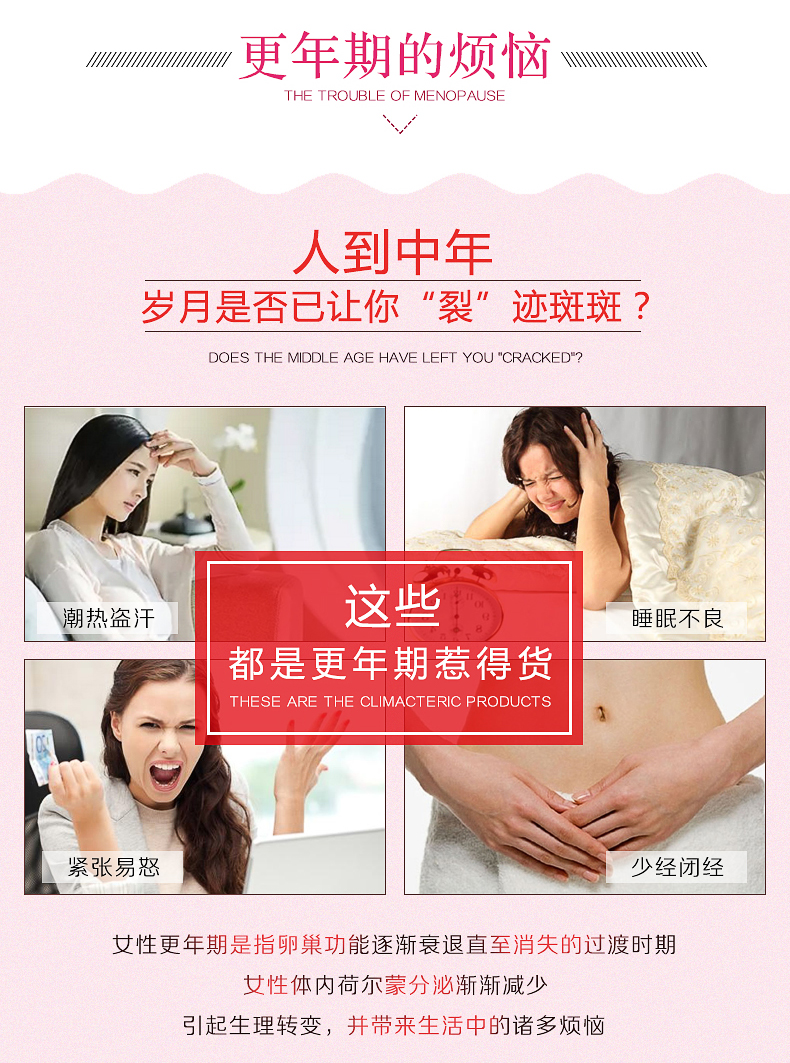 更年期的烦恼
THE TROUBLE OF MENOPAUSE
人到中年
岁月是否已让你“裂”迹斑斑？
DOES THE MIDDLE AGE HAVE LEFT YOU "CRACKED"?
潮热盗汗
睡眠不良
这些
都是更年期惹得货
THESE ARE THE CLIMACTERIC PRODUCTS
紧张易怒
少经闭经
女性更年期是指卵巢功能逐渐衰退直至消失的过渡时期
女性体内荷尔蒙分泌渐渐减少
引起生理转变，并带来生活中的诸多烦恼